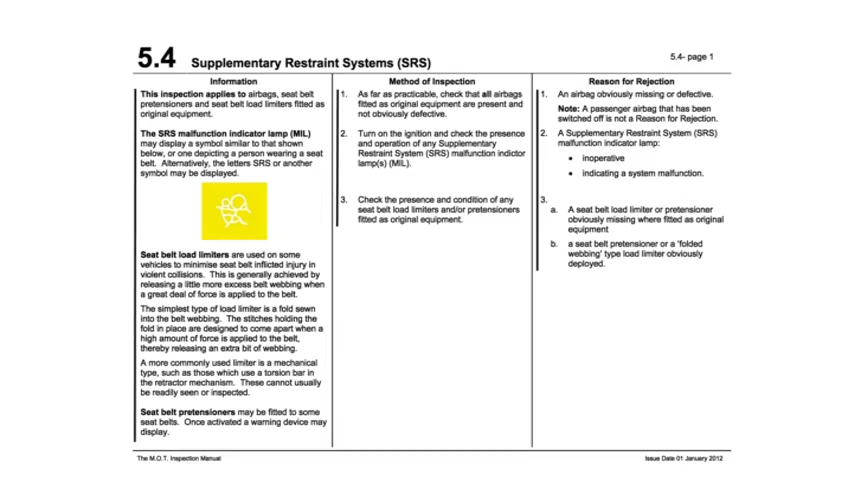 5.4 Supplementary Restraint Systems (SRS)
5.4- page 1
Information
This inspection applies to airbags, seat belt
pretensioners and seat belt load limiters fitted as
original equipment.
The SRS malfunction indicator lamp (MIL)
may display a symbol similar to that shown
below, or one depicting a person wearing a seat
belt. Alternatively, the letters SRS or another
symbol may be displayed.
Seat belt load limiters are used on some
vehicles to minimise seat belt inflicted injury in
violent collisions. This is generally achieved by
releasing a little more excess belt webbing when
a great deal of force is applied to the belt.
The simplest type of load limiter is a fold sewn
into the belt webbing. The stitches holding the
fold in place are designed to come apart when a
high amount of force is applied to the belt,
thereby releasing an extra bit of webbing.
A more commonly used limiter is a mechanical
type, such as those which use a torsion bar in
the retractor mechanism. These cannot usually
be readily seen or inspected.
Seat belt pretensioners may be fitted to some
seat belts. Once activated a warning device may
display.
Method of Inspection
1. As far as practicable, check that all airbags
fitted as original equipment are present and
not obviously defective.
2. Turn on the ignition and check the presence
and operation of any Supplementary
Restraint System (SRS) malfunction indictor
lamp(s) (MIL).
3. Check the presence and condition of any
seat belt load limiters and/or pretensioners
fitted as original equipment.
Reason for Rejection
1. An airbag obviously missing or defective.
Note: A passenger airbag that has been
switched off is not a Reason for Rejection.
2. A Supplementary Restraint System (SRS)
malfunction indicator lamp:
• inoperative
• indicating a system malfunction.
3.
a. A seat belt load limiter or pretensioner
obviously missing where fitted as original
equipment
b. a seat belt pretensioner or a 'folded
webbing' type load limiter obviously
deployed.
The M.O.T. Inspection Manual
Issue Date 01 January 2012